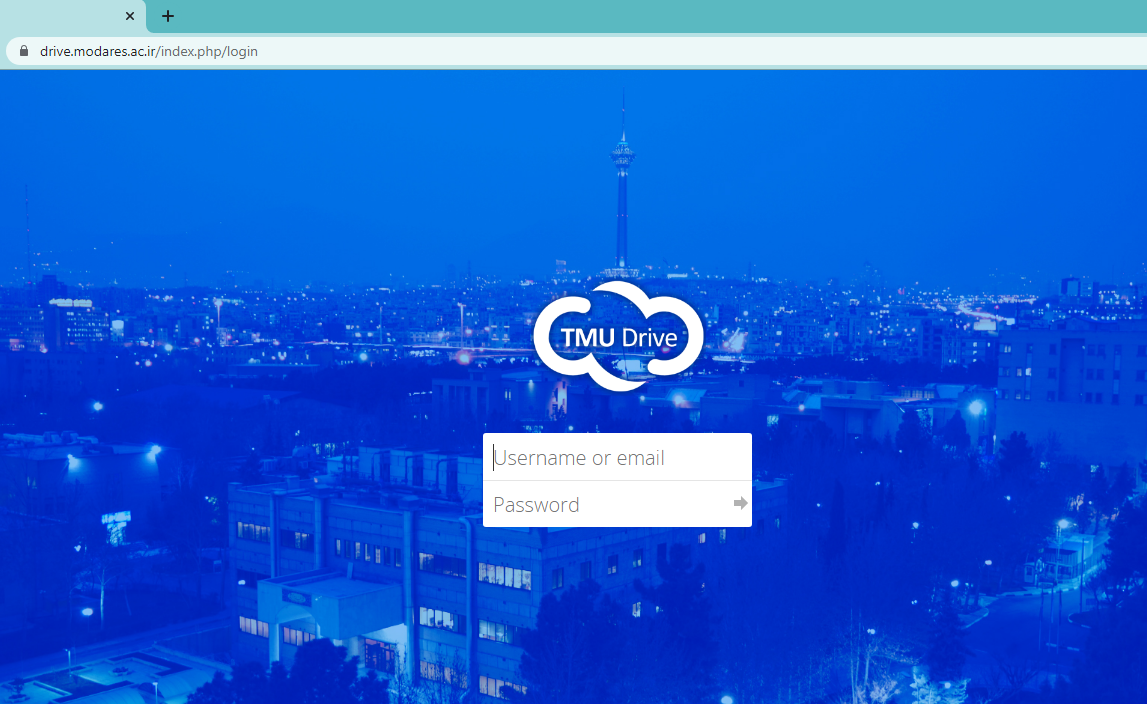 drive.modares.ac.ir/index.php/login
TMU Drive
Username or email
Password